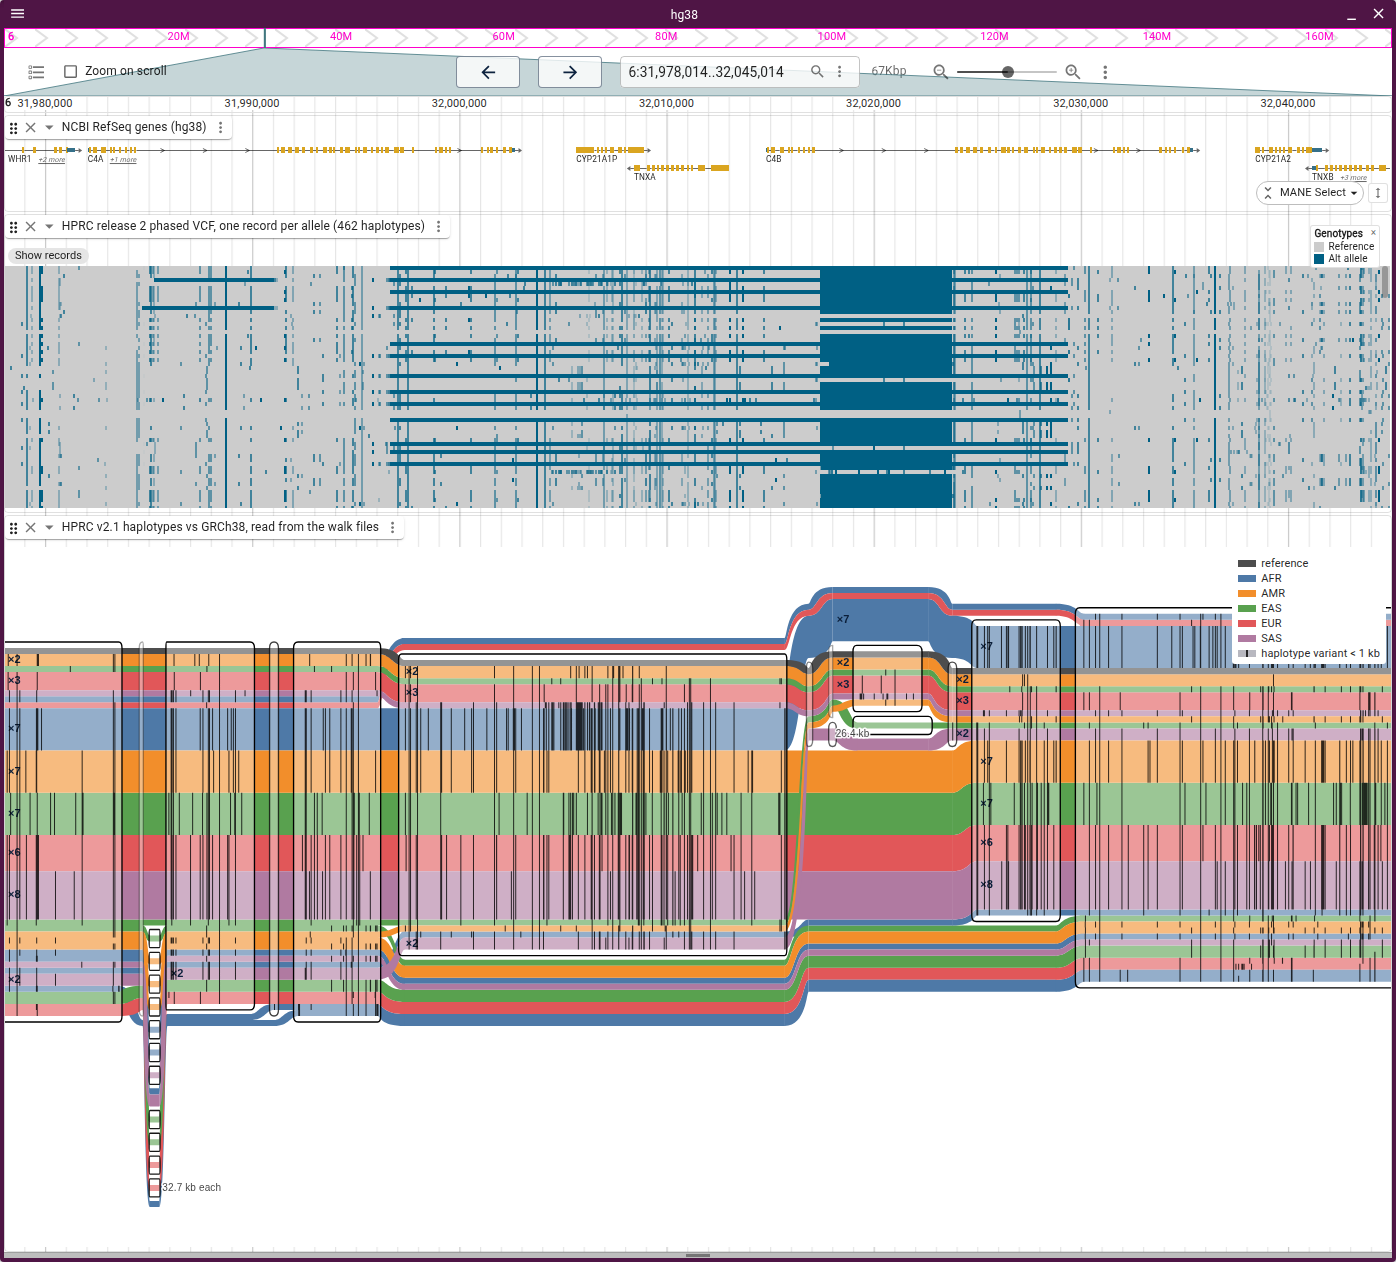 hg38
6 20M 40M 60M 80M 100M 120M 140M 160M
Zoom on scroll
6:31,978,014..32,045,014
67Kbp
6 31,980,000 31,990,000 32,000,000 32,010,000 32,020,000 32,030,000 32,040,000
NCBI RefSeq genes (hg38)
WHR1 +2 more C4A +1 more CYP21A1P C4B CYP21A2
TNXA TNXB +3 more
MANE Select
HPRC release 2 phased VCF, one record per allele (462 haplotypes)
Show records
Genotypes
Reference
Alt allele
HPRC v2.1 haplotypes vs GRCh38, read from the walk files
reference
AFR
AMR
EAS
EUR
SAS
haplotype variant < 1 kb
×7
×7
×2 ×2 ×2 ×2
×3 ×3 ×3 ×3
×7 26.4 kb ×2
×7 ×7
×7 ×7
×6 ×6
×8 ×8
×2
×2 ×2
32.7 kb each